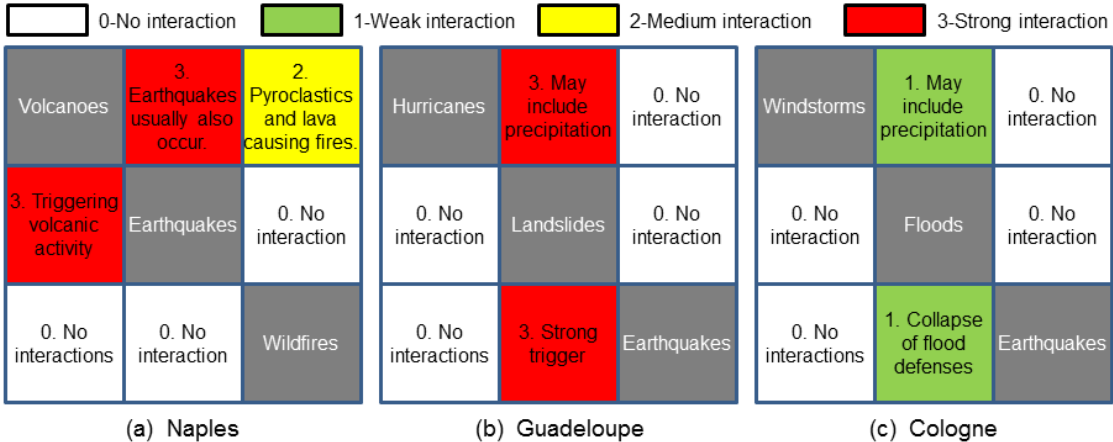 0-No interaction
1-Weak interaction
2-Medium interaction
3-Strong interaction
Volcanoes
3.
Earthquakes
usually also
occur.
2.
Pyroclastics
and lava
causing fires.
3. Triggering
volcanic
activity
Earthquakes
0. No
interaction
0. No
interactions
0. No
interaction
Wildfires
(a) Naples
Hurricanes
3. May
include
precipitation
0. No
interaction
0. No
interaction
Landslides
0. No
interaction
0. No
interactions
3. Strong
trigger
Earthquakes
(b) Guadeloupe
Windstorms
1. May
include
precipitation
0. No
interaction
0. No
interaction
Floods
0. No
interaction
0. No
interactions
1. Collapse
of flood
defenses
Earthquakes
(c) Cologne